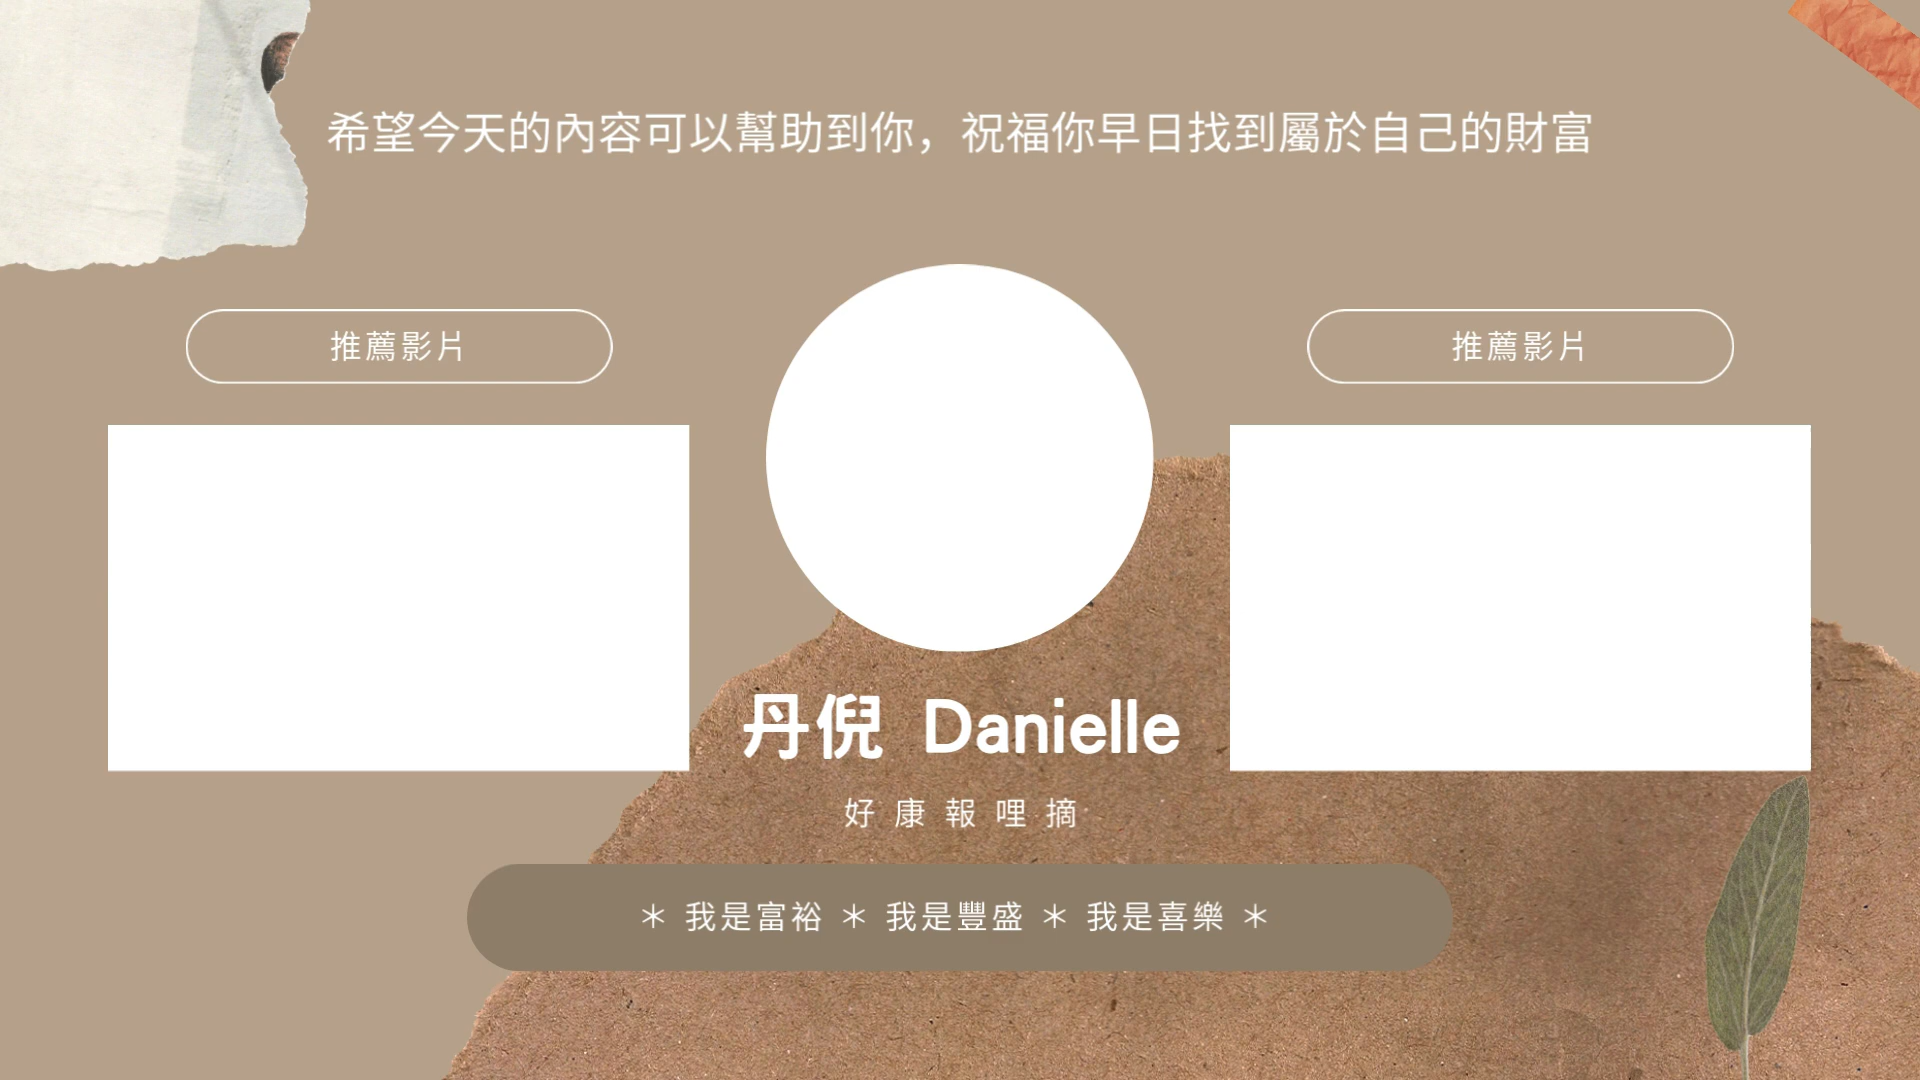 希望今天的內容可以幫助到你，祝福你早日找到屬於自己的財富
推薦影片
推薦影片
丹倪 Danielle
好康報哩摘
＊ 我是富裕 ＊ 我是豐盛 ＊ 我是喜樂 ＊